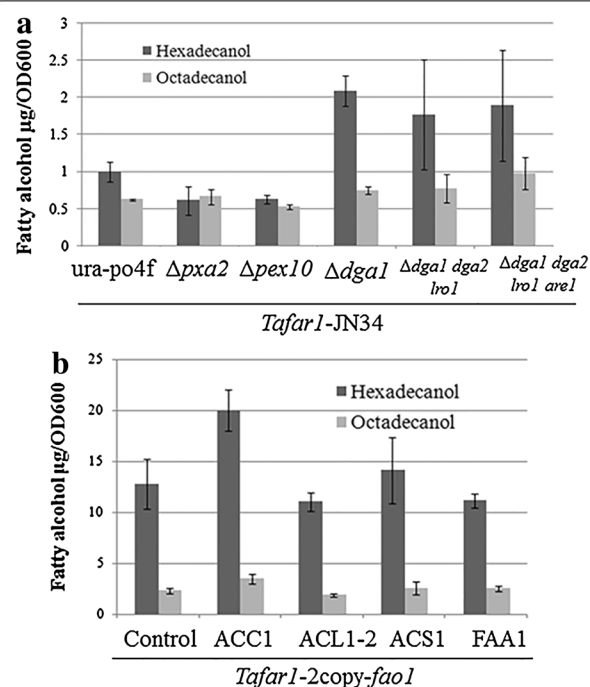 a
Fatty alcohol µg/OD600
3
2.5
2
1.5
1
0.5
0
Hexadecanol
Octadecanol
ura-po4f Δpxa2 Δpex10 Δdga1 Δdga1 dga2 lro1 Δdga1 dga2 lro1 are1
Tafar1-JN34
b
Fatty alcohol µg/OD600
25
20
15
10
5
0
Hexadecanol
Octadecanol
Control ACC1 ACL1-2 ACS1 FAA1
Tafar1-2copy-fao1